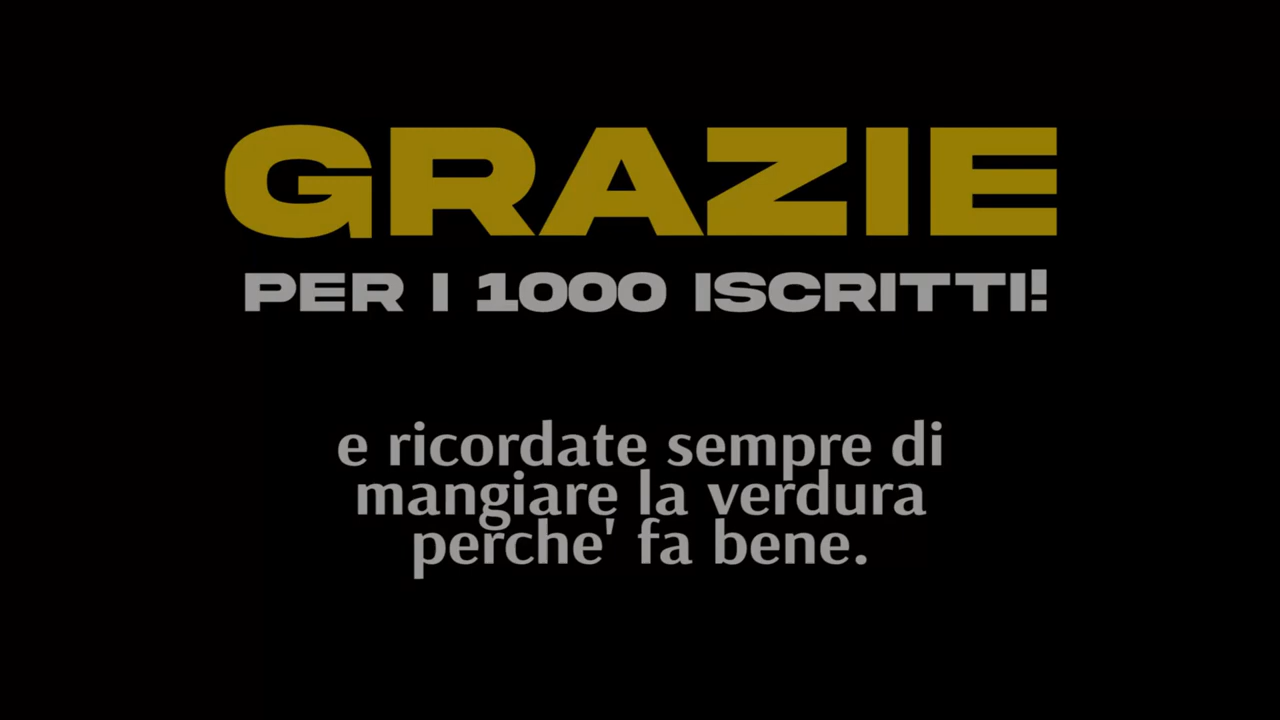 GRAZIE
PER I 1000 ISCRITTI!
e ricordate sempre di
mangiare la verdura
perche' fa bene.